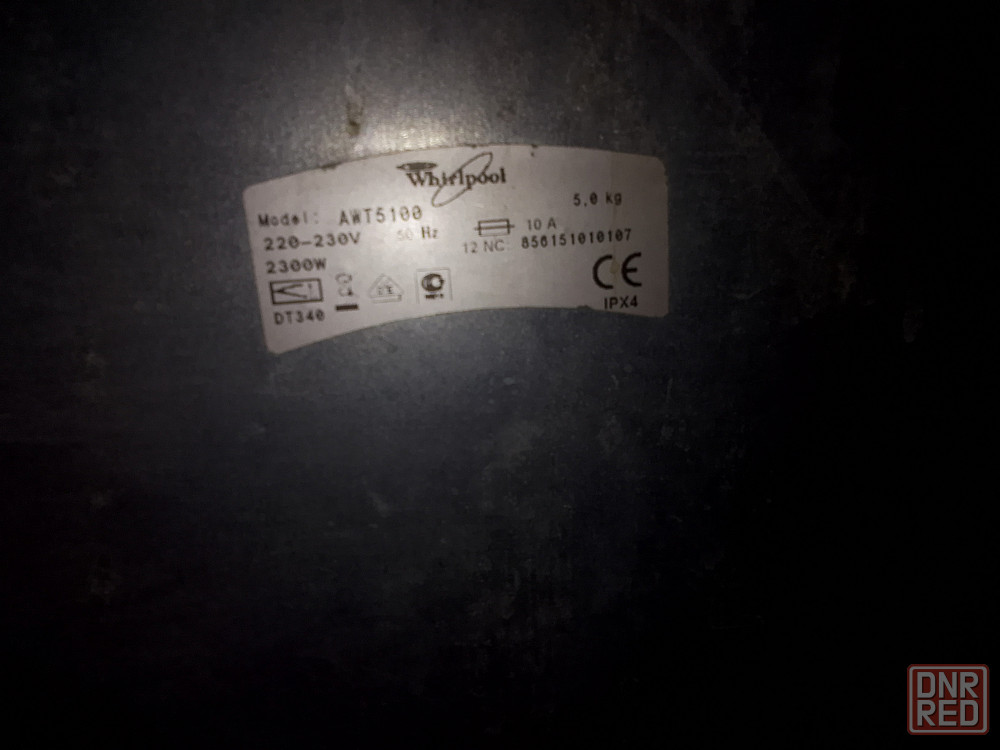 Whirlpool
5.0 kg
Model: AWT5100
10 A
220-230V 50 Hz
12 NC: 856151010107
2300W
CE
IPX4
DT340
DNR
RED